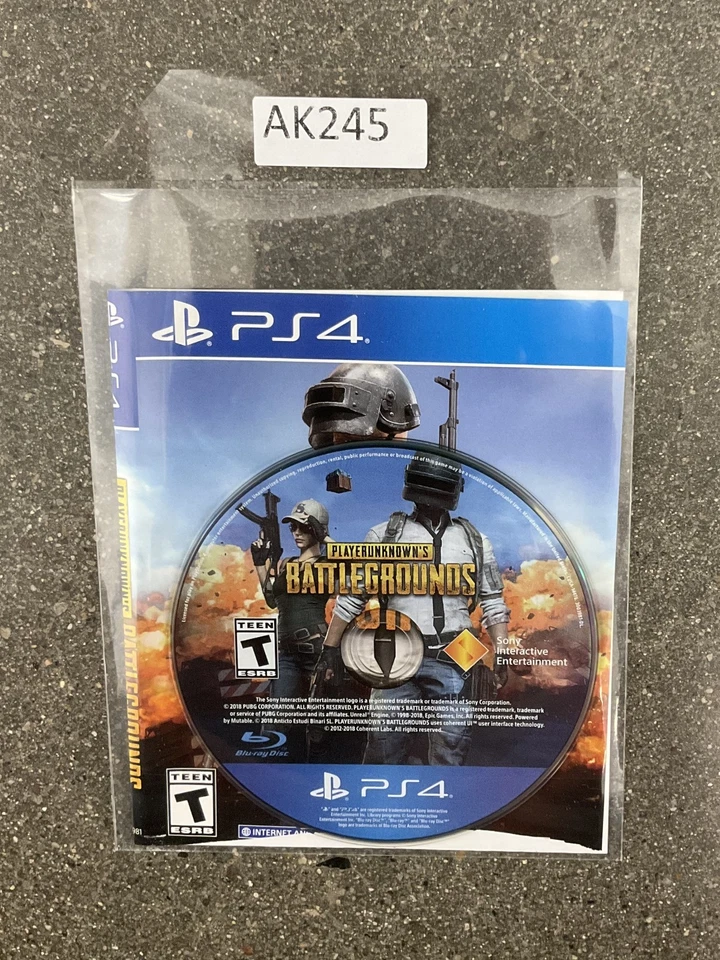 AK245
PS4
PS4
PLAYERUNKNOWN'S BATTLEGROUNDS
PLAYERUNKNOWN'S
BATTLEGROUNDS
TEEN
T
ESRB
Sony
Interactive
Entertainment
The Sony Interactive Entertainment logo is a registered trademark or trademark of Sony Corporation.
© 2018 PUBG CORPORATION. ALL RIGHTS RESERVED. PLAYERUNKNOWN'S BATTLEGROUNDS is a registered trademark, trademark
or service of PUBG Corporation and its affiliates. Unreal® Engine, © 1998-2018, Epic Games, Inc. All rights reserved. Powered
by Mutable. © 2018 Anticto Estudi Binari SL. PLAYERUNKNOWN'S BATTLEGROUNDS uses coherent UI™ user interface technology.
© 2012-2018 Coherent Labs. All rights reserved.
Blu-ray Disc
PS4
TEEN
T
ESRB
981
INTERNET